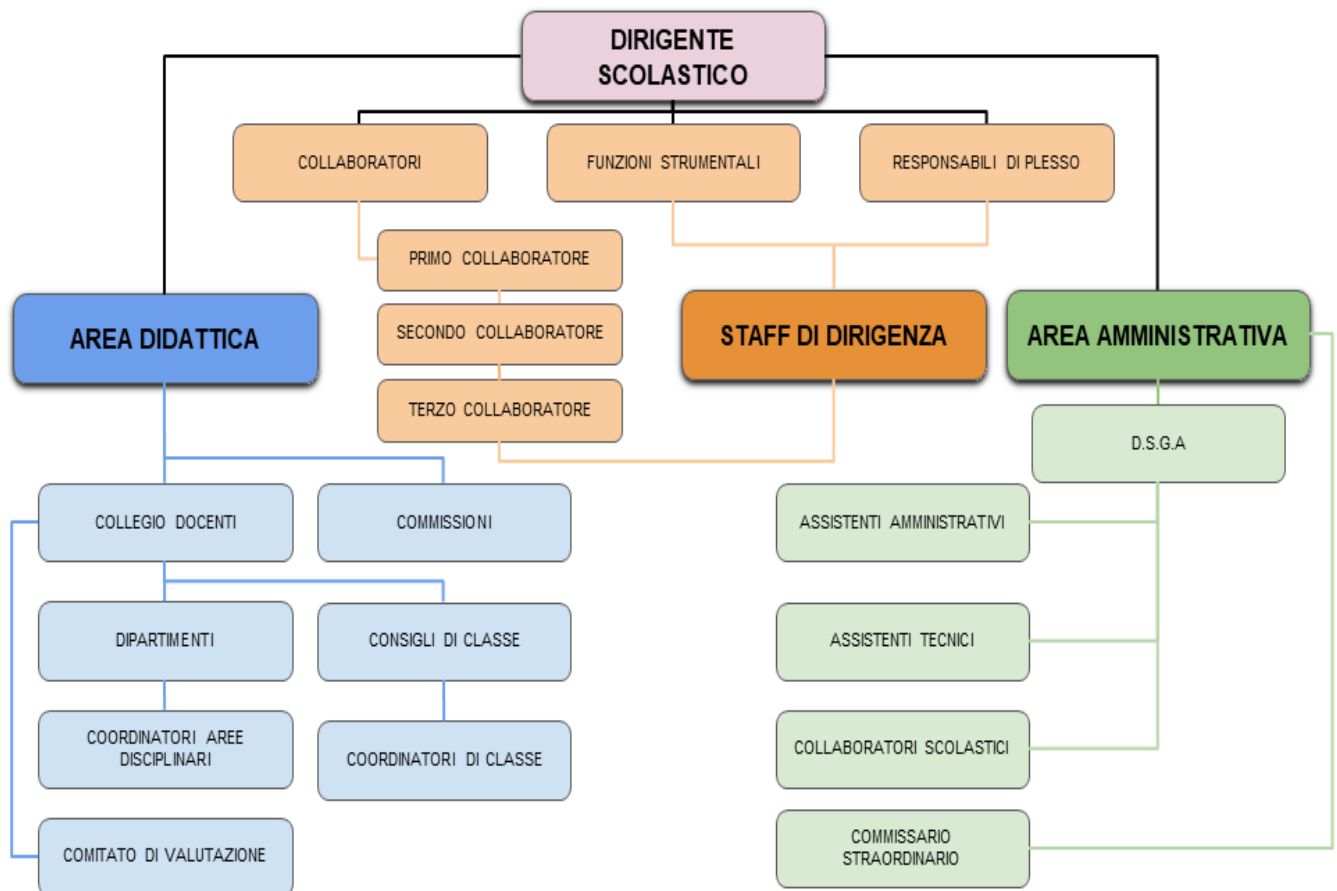 DIRIGENTE
SCOLASTICO
COLLABORATORI
FUNZIONI STRUMENTALI
RESPONSABILI DI PLESSO
PRIMO COLLABORATORE
SECONDO COLLABORATORE
TERZO COLLABORATORE
AREA DIDATTICA
STAFF DI DIRIGENZA
AREA AMMINISTRATIVA
D.S.G.A
COLLEGIO DOCENTI
COMMISSIONI
ASSISTENTI AMMINISTRATIVI
DIPARTIMENTI
CONSIGLI DI CLASSE
ASSISTENTI TECNICI
COORDINATORI AREE
DISCIPLINARI
COORDINATORI DI CLASSE
COLLABORATORI SCOLASTICI
COMITATO DI VALUTAZIONE
COMMISSARIO
STRAORDINARIO